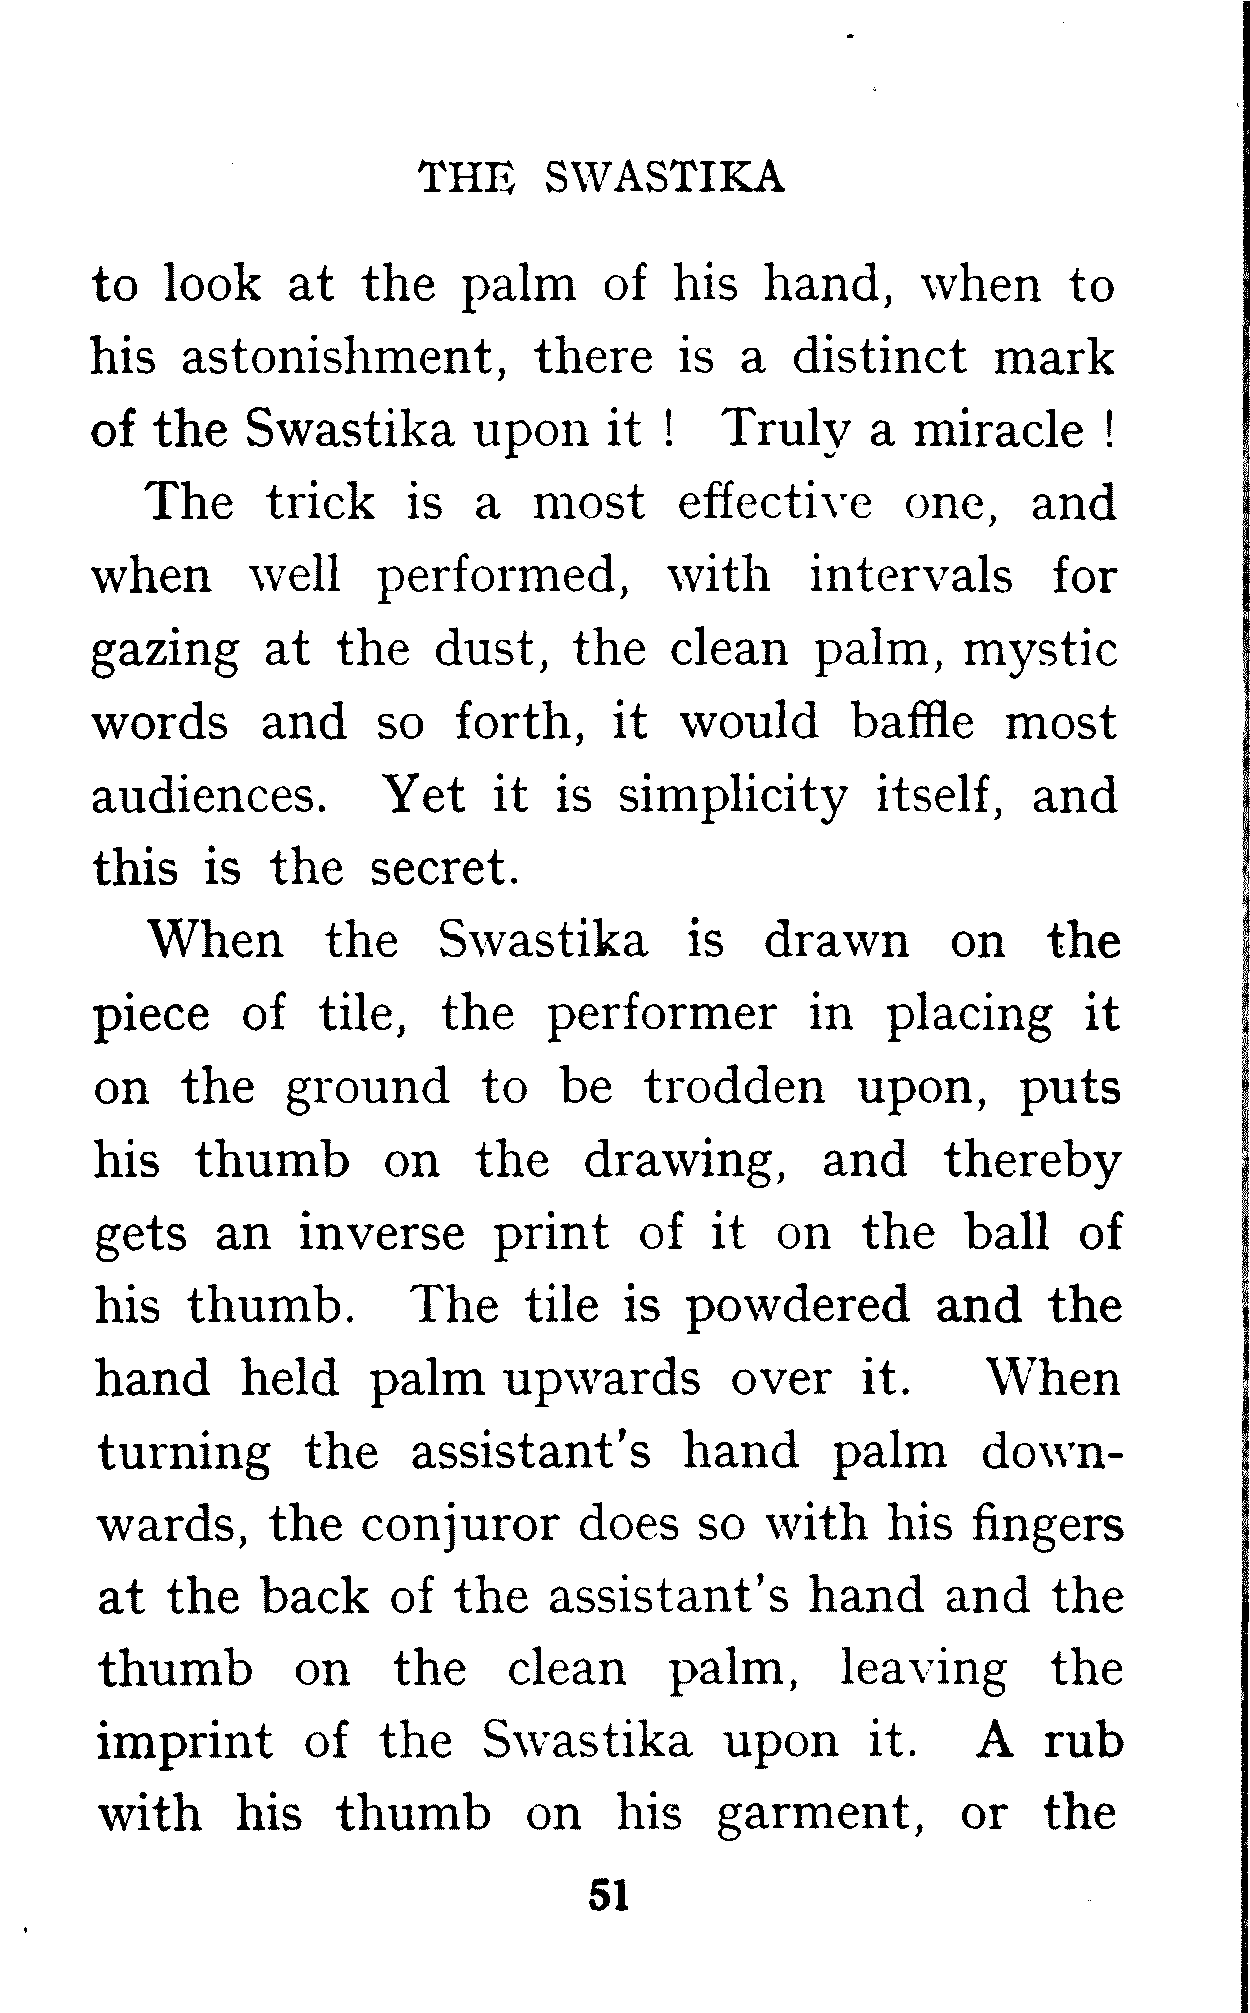 THE SWASTIKA
to look at the palm of his hand, when to
his astonishment, there is a distinct mark
of the Swastika upon it ! Truly a miracle !
The trick is a most effective one, and
when well performed, with intervals for
gazing at the dust, the clean palm, mystic
words and so forth, it would baffle most
audiences. Yet it is simplicity itself, and
this is the secret.
When the Swastika is drawn on the
piece of tile, the performer in placing it
on the ground to be trodden upon, puts
his thumb on the drawing, and thereby
gets an inverse print of it on the ball of
his thumb. The tile is powdered and the
hand held palm upwards over it. When
turning the assistant's hand palm down-
wards, the conjuror does so with his fingers
at the back of the assistant's hand and the
thumb on the clean palm, leaving the
imprint of the Swastika upon it. A rub
with his thumb on his garment, or the
51